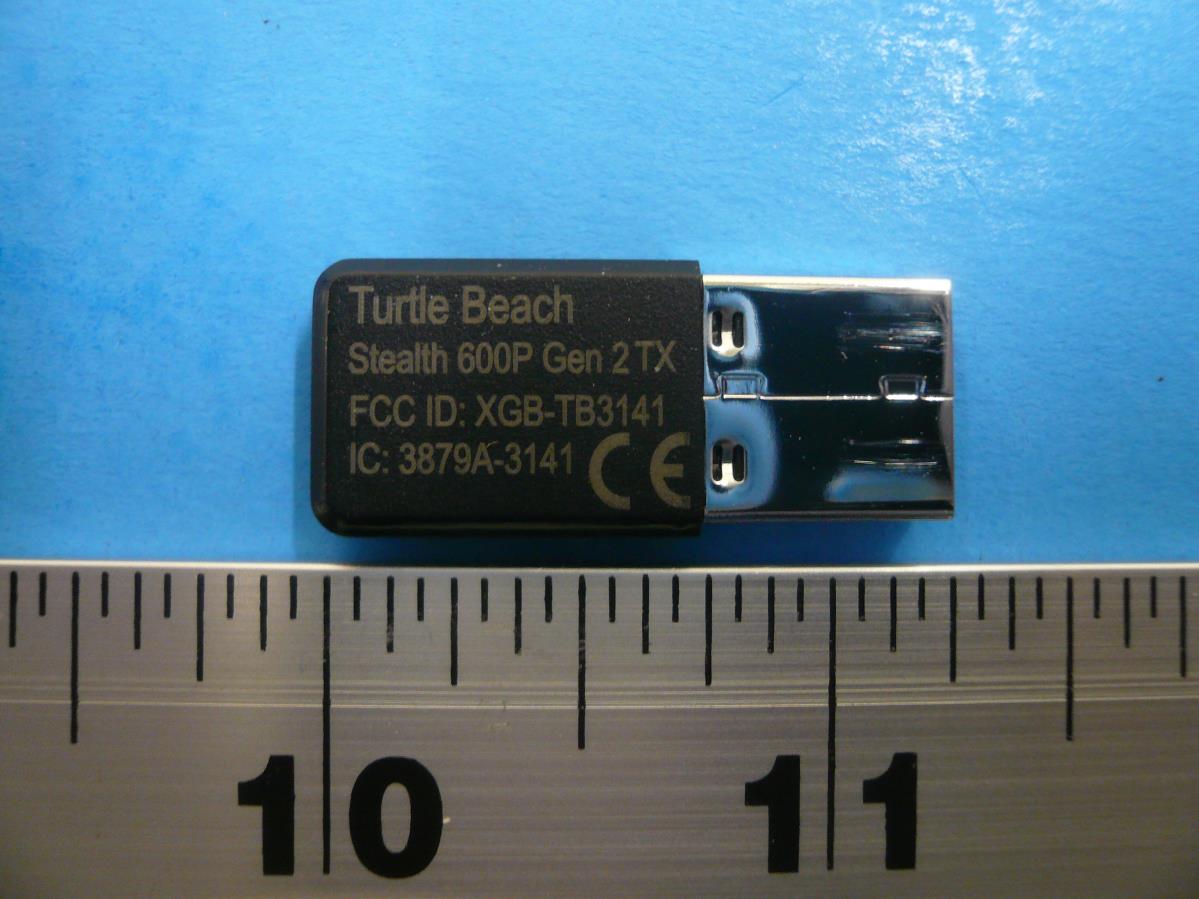 Turtle Beach
Stealth 600P Gen 2 TX
FCC ID: XGB-TB3141
IC: 3879A-3141 CE
10 11